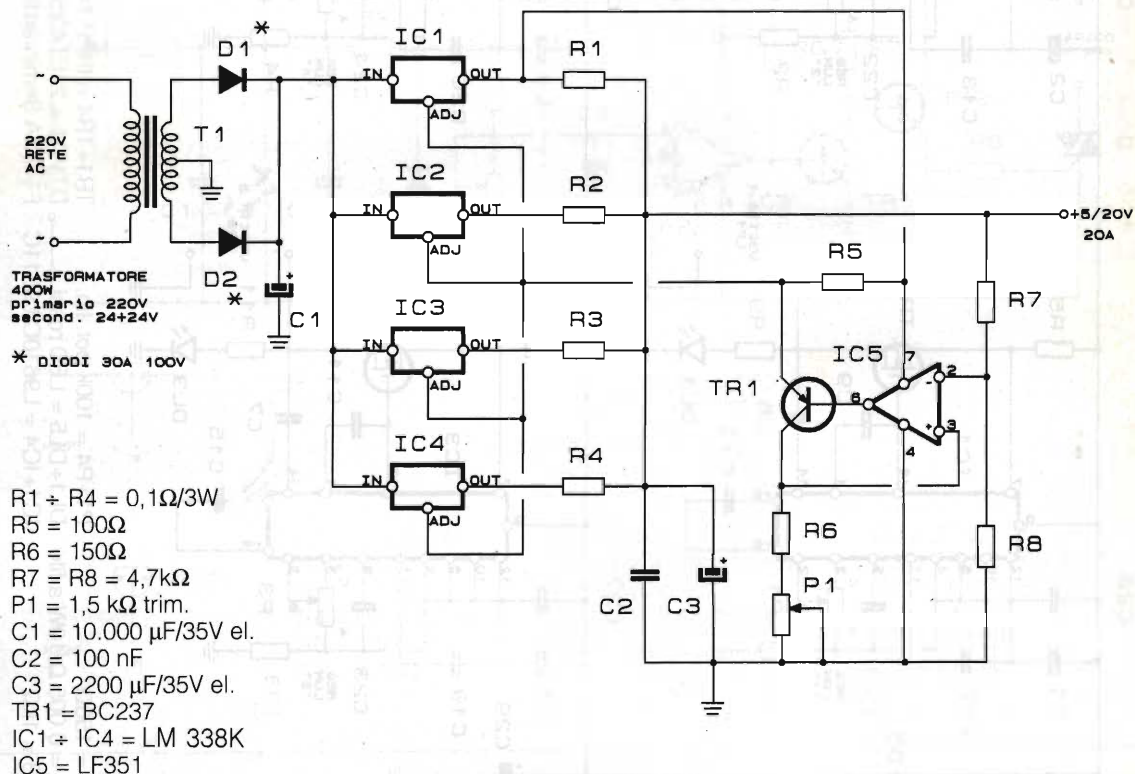 *
D1
IC1
IN
OUT
ADJ
R1
~
220V
RETE
AC
~
T1
IC2
IN
OUT
ADJ
R2
+5/20V
20A
TRASFORMATORE
400W
primario 220V
second. 24+24V
D2
*
+
C1
* DIODI 30A 100V
IC3
IN
OUT
ADJ
R3
R5
R7
IC5
7
2
-
6
3
+
4
TR1
IC4
IN
OUT
ADJ
R4
R6
R8
C2
C3
+
P1
R1 ÷ R4 = 0,1Ω/3W
R5 = 100Ω
R6 = 150Ω
R7 = R8 = 4,7kΩ
P1 = 1,5 kΩ trim.
C1 = 10.000 µF/35V el.
C2 = 100 nF
C3 = 2200 µF/35V el.
TR1 = BC237
IC1 ÷ IC4 = LM 338K
IC5 = LF351